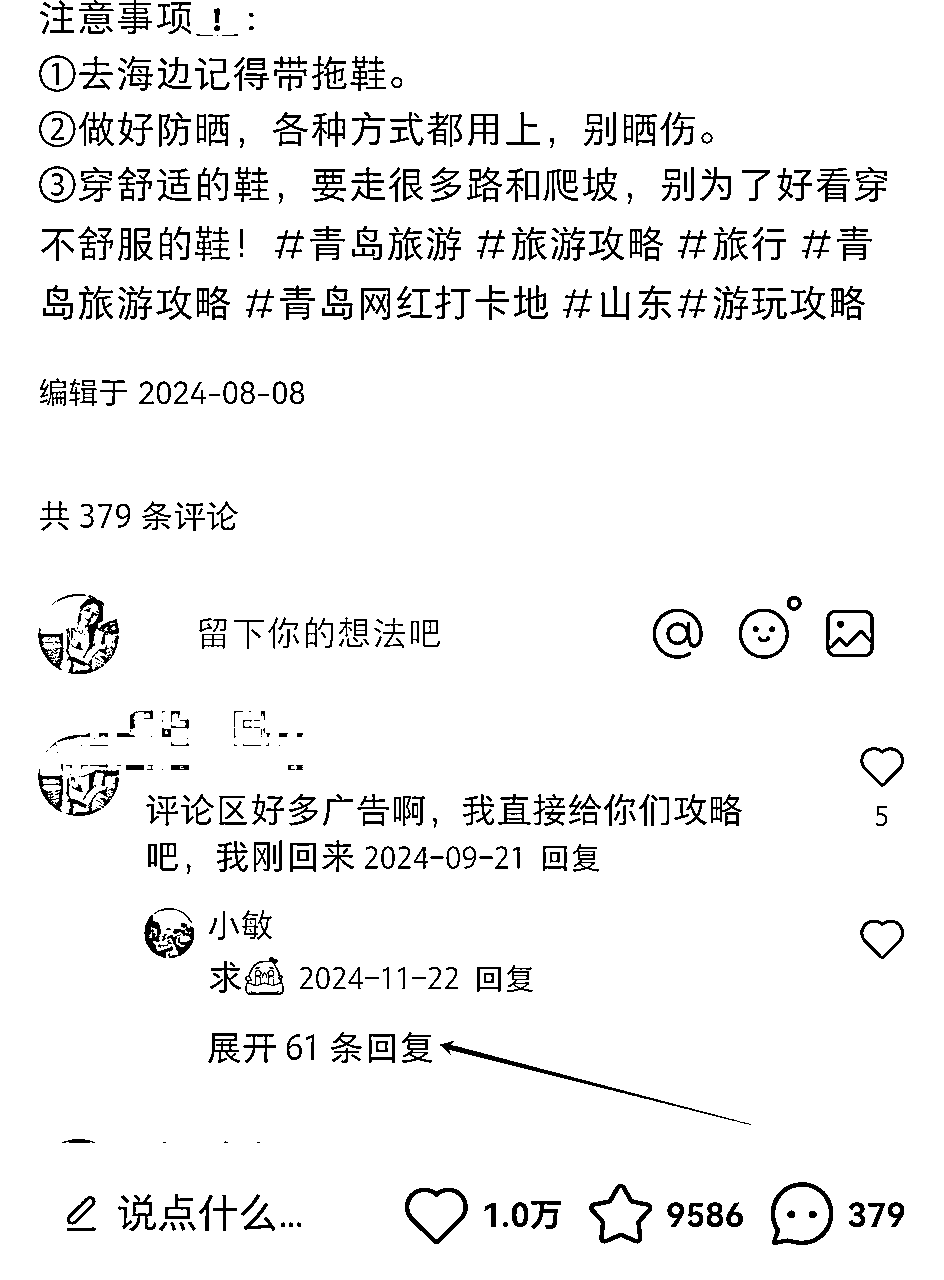 注意事项❗:
①去海边记得带拖鞋。
②做好防晒，各种方式都用上，别晒伤。
③穿舒适的鞋，要走很多路和爬坡，别为了好看穿
不舒服的鞋！ #青岛旅游 #旅游攻略 #旅行 #青
岛旅游攻略 #青岛网红打卡地 #山东#游玩攻略
编辑于 2024-08-08
共 379 条评论
留下你的想法吧
评论区好多广告啊，我直接给你们攻略
吧，我刚回来 2024-09-21 回复
5
小敏
求 2024-11-22 回复
展开 61 条回复
说点什么... 1.0万 9586 379